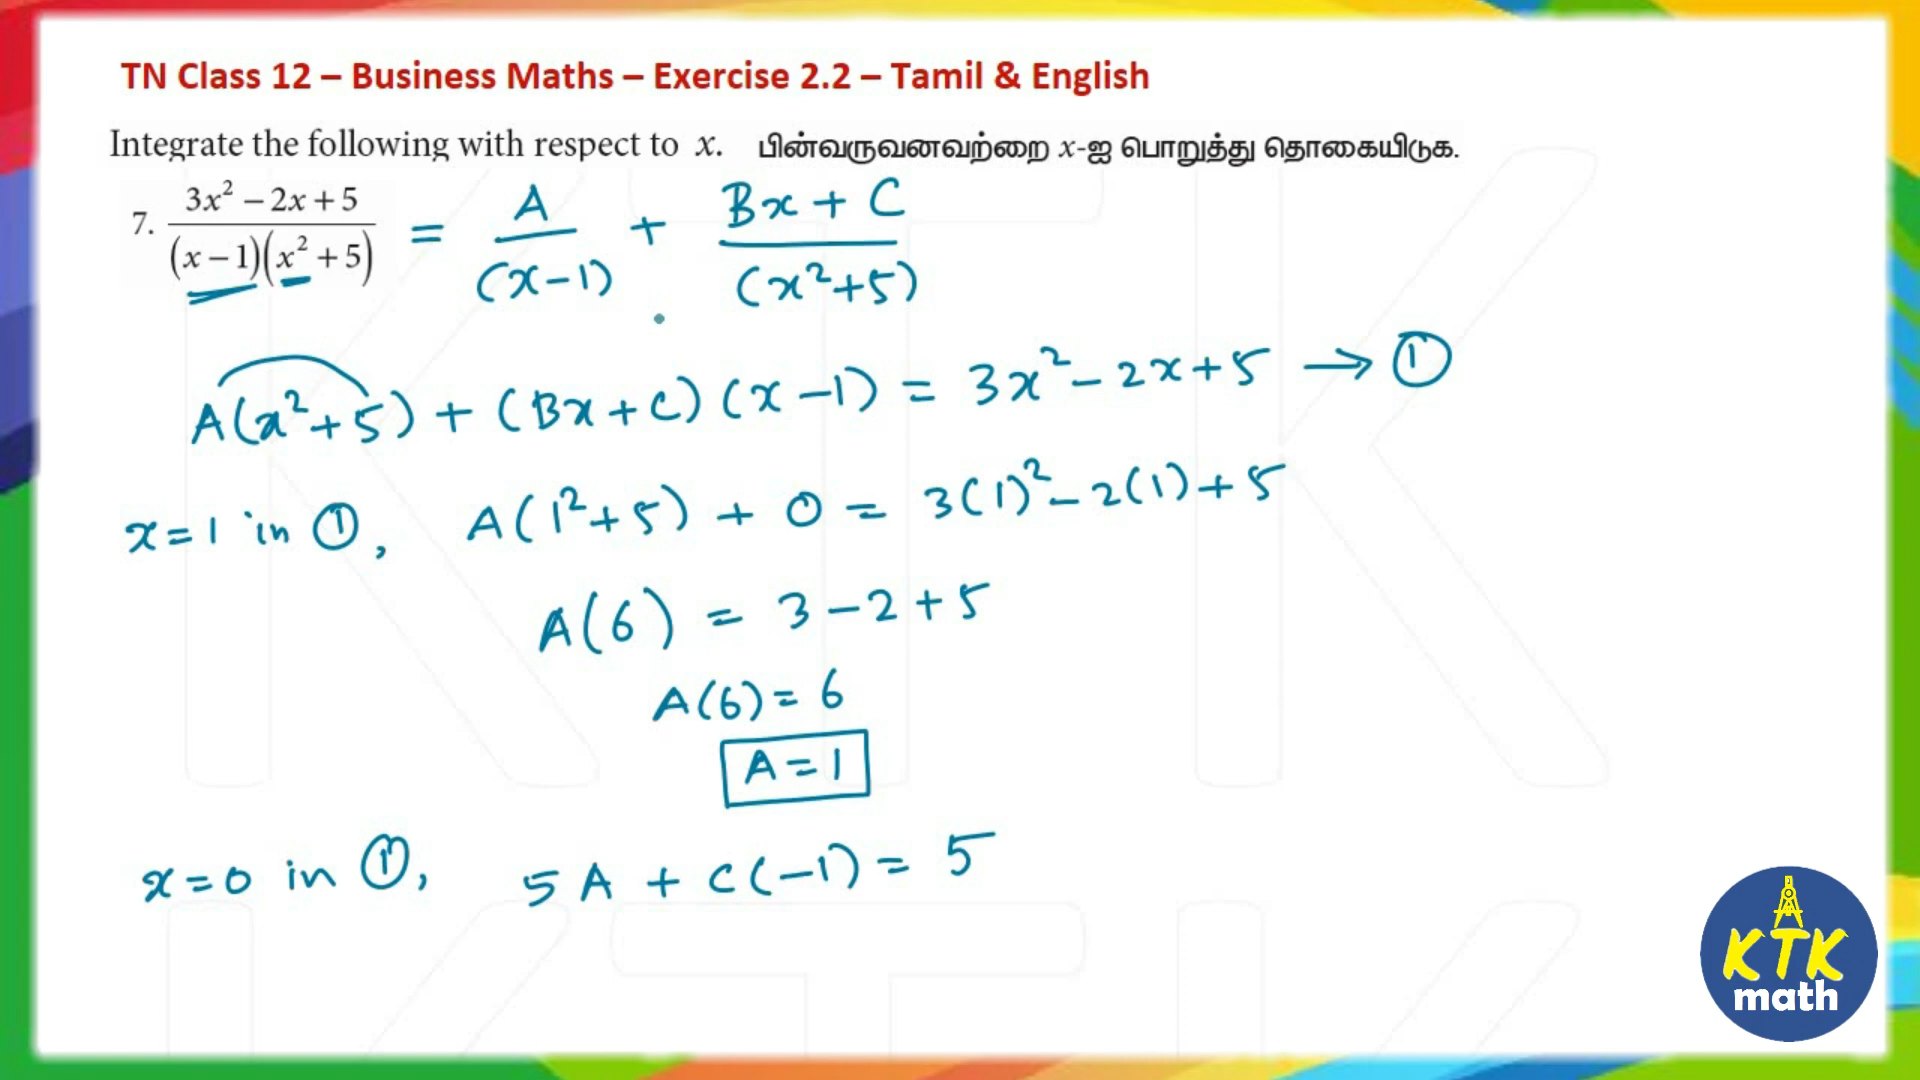 TN Class 12 – Business Maths – Exercise 2.2 – Tamil & English
Integrate the following with respect to x. பின்வருவனவற்றை x-ஐ பொறுத்து தொகையிடுக.
7. (3x² – 2x + 5) / ((x – 1)(x² + 5)) = A / (x–1) + (Bx + C) / (x²+5)
A(x²+5) + (Bx+C)(x–1) = 3x² – 2x+5 → ①
x=1 in ①, A(1²+5) + 0 = 3(1)² – 2(1)+5
A(6) = 3–2+5
A(6) = 6
A=1
x=0 in ①, 5A + C(–1) = 5
KTK
math